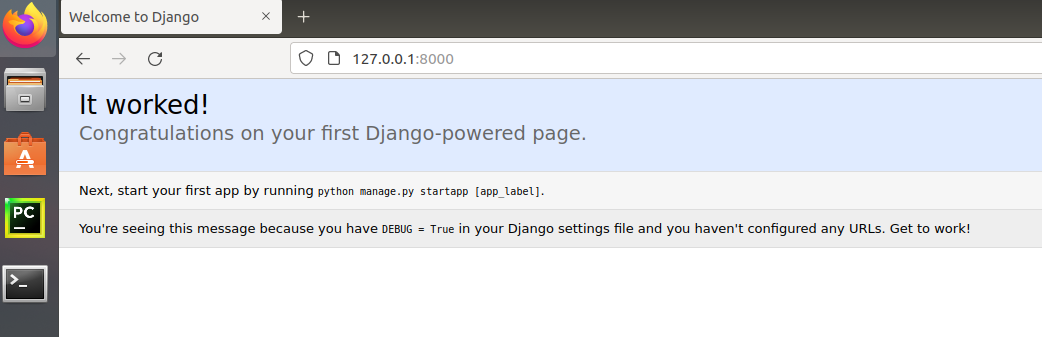 Welcome to Django
127.0.0.1:8000
It worked!
Congratulations on your first Django-powered page.
Next, start your first app by running python manage.py startapp [app_label].
You're seeing this message because you have DEBUG = True in your Django settings file and you haven't configured any URLs. Get to work!
PC
>_